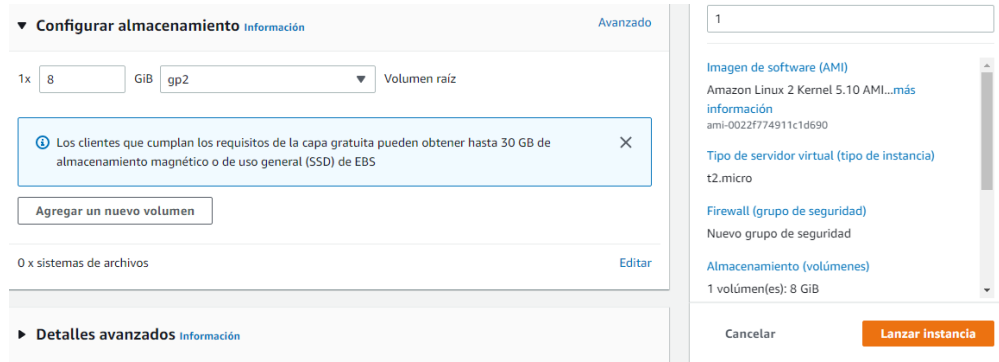 Configurar almacenamiento Información
Avanzado
1x 8 GiB gp2 Volumen raíz
Los clientes que cumplan los requisitos de la capa gratuita pueden obtener hasta 30 GB de
almacenamiento magnético o de uso general (SSD) de EBS
Agregar un nuevo volumen
0 x sistemas de archivos
Editar
Detalles avanzados Información
1
Imagen de software (AMI)
Amazon Linux 2 Kernel 5.10 AMI...más
información
ami-0022f774911c1d690
Tipo de servidor virtual (tipo de instancia)
t2.micro
Firewall (grupo de seguridad)
Nuevo grupo de seguridad
Almacenamiento (volúmenes)
1 volúmen(es): 8 GiB
Cancelar
Lanzar instancia